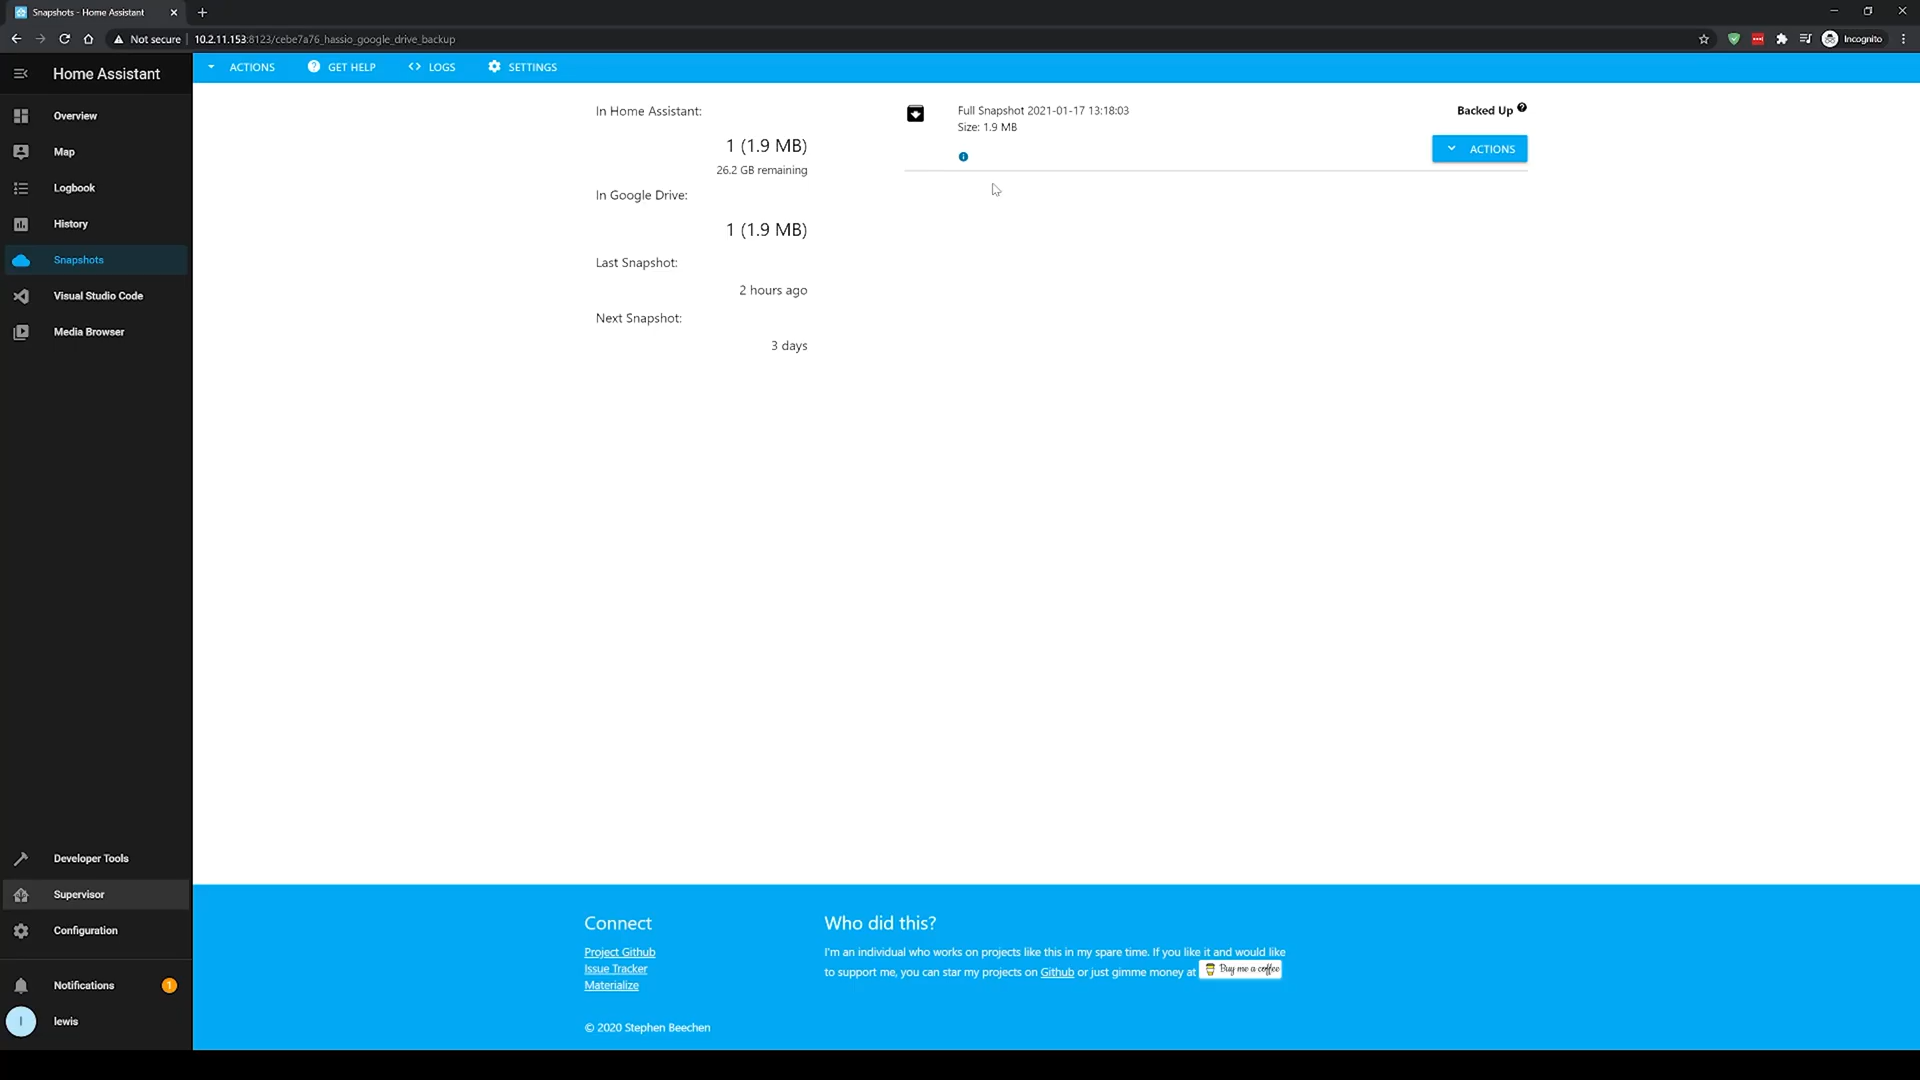 Snapshots - Home Assistant
Not secure
10.2.11.153:8123/cebe7a76_hassio_google_drive_backup
Incognito
Home Assistant
Overview
Map
Logbook
History
Snapshots
Visual Studio Code
Media Browser
Developer Tools
Supervisor
Configuration
Notifications
1
l
lewis
ACTIONS
GET HELP
LOGS
SETTINGS
In Home Assistant:
1 (1.9 MB)
26.2 GB remaining
In Google Drive:
1 (1.9 MB)
Last Snapshot:
2 hours ago
Next Snapshot:
3 days
Full Snapshot 2021-01-17 13:18:03
Size: 1.9 MB
Backed Up
ACTIONS
Connect
Project Github
Issue Tracker
Materialize
© 2020 Stephen Beechen
Who did this?
I'm an individual who works on projects like this in my spare time. If you like it and would like
to support me, you can star my projects on Github or just gimme money at Buy me a coffee